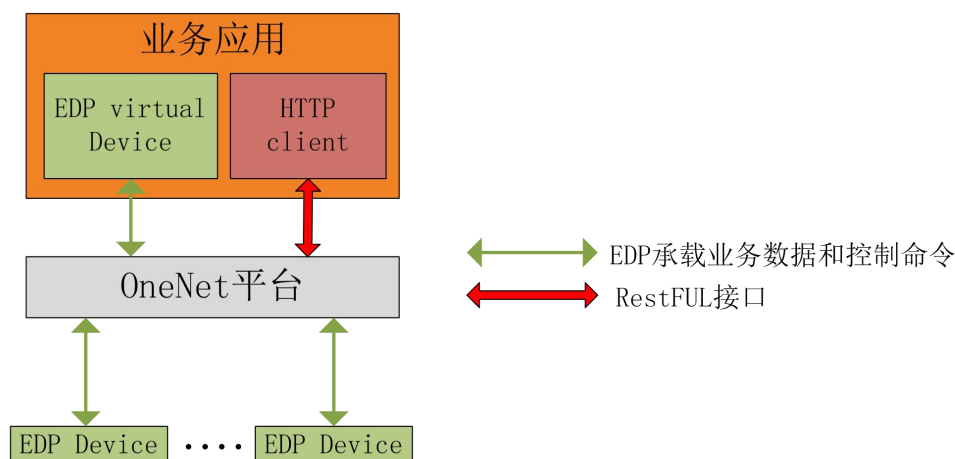 业务应用
EDP virtual
Device
HTTP
client
OneNet平台
EDP承载业务数据和控制命令
RestFUL接口
EDP Device
....
EDP Device